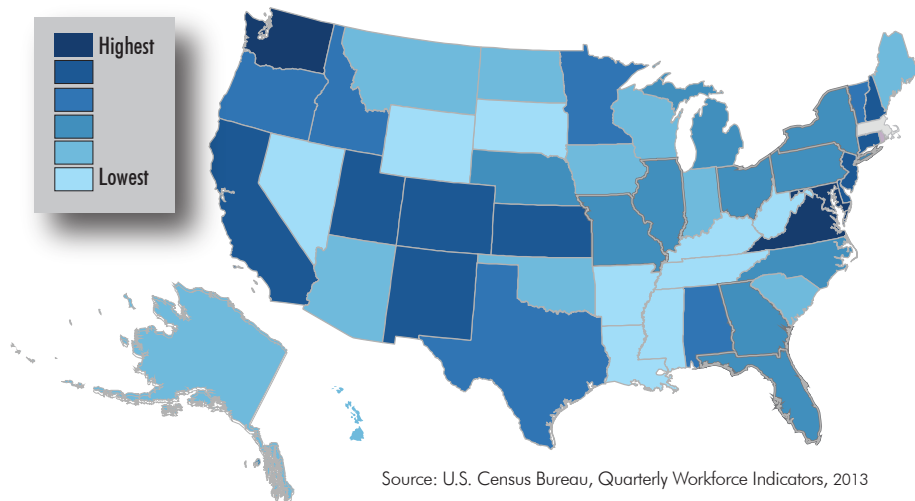 Highest
Lowest
Source: U.S. Census Bureau, Quarterly Workforce Indicators, 2013